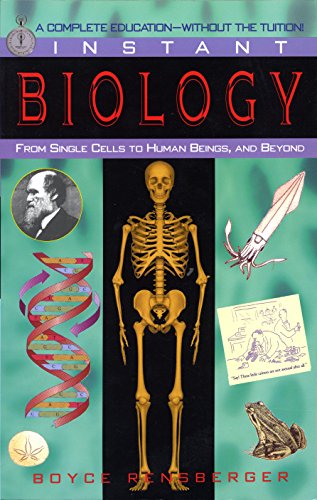 A COMPLETE EDUCATION—WITHOUT THE TUITION!
INSTANT
BIOLOGY
FROM SINGLE CELLS TO HUMAN BEINGS, AND BEYOND
BOYCE RENSBERGER